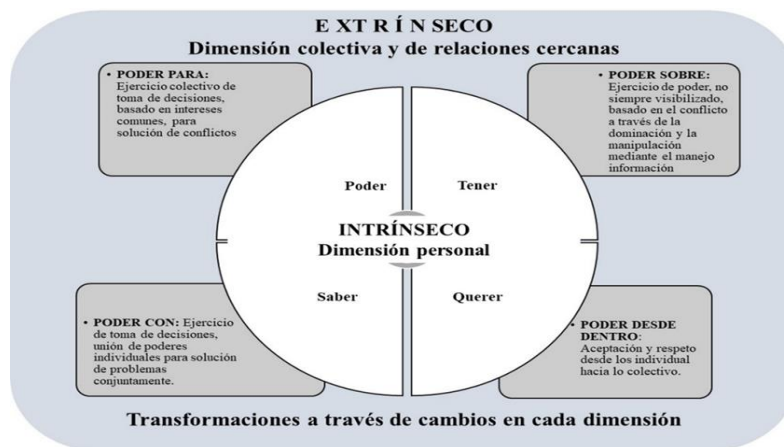 E XT R Í N SECO
Dimensión colectiva y de relaciones cercanas
• PODER PARA:
Ejercicio colectivo de
toma de decisiones,
basado en intereses
comunes, para
solución de conflictos
• PODER SOBRE:
Ejercicio de poder, no
siempre visibilizado,
basado en el conflicto
a través de la
dominación y la
manipulación
mediante el manejo
información
Poder
Tener
INTRÍNSECO
Dimensión personal
Saber
Querer
• PODER CON: Ejercicio
de toma de decisiones,
unión de poderes
individuales para solución
de problemas
conjuntamente.
• PODER DESDE
DENTRO:
Aceptación y respeto
desde los individual
hacia lo colectivo.
Transformaciones a través de cambios en cada dimensión